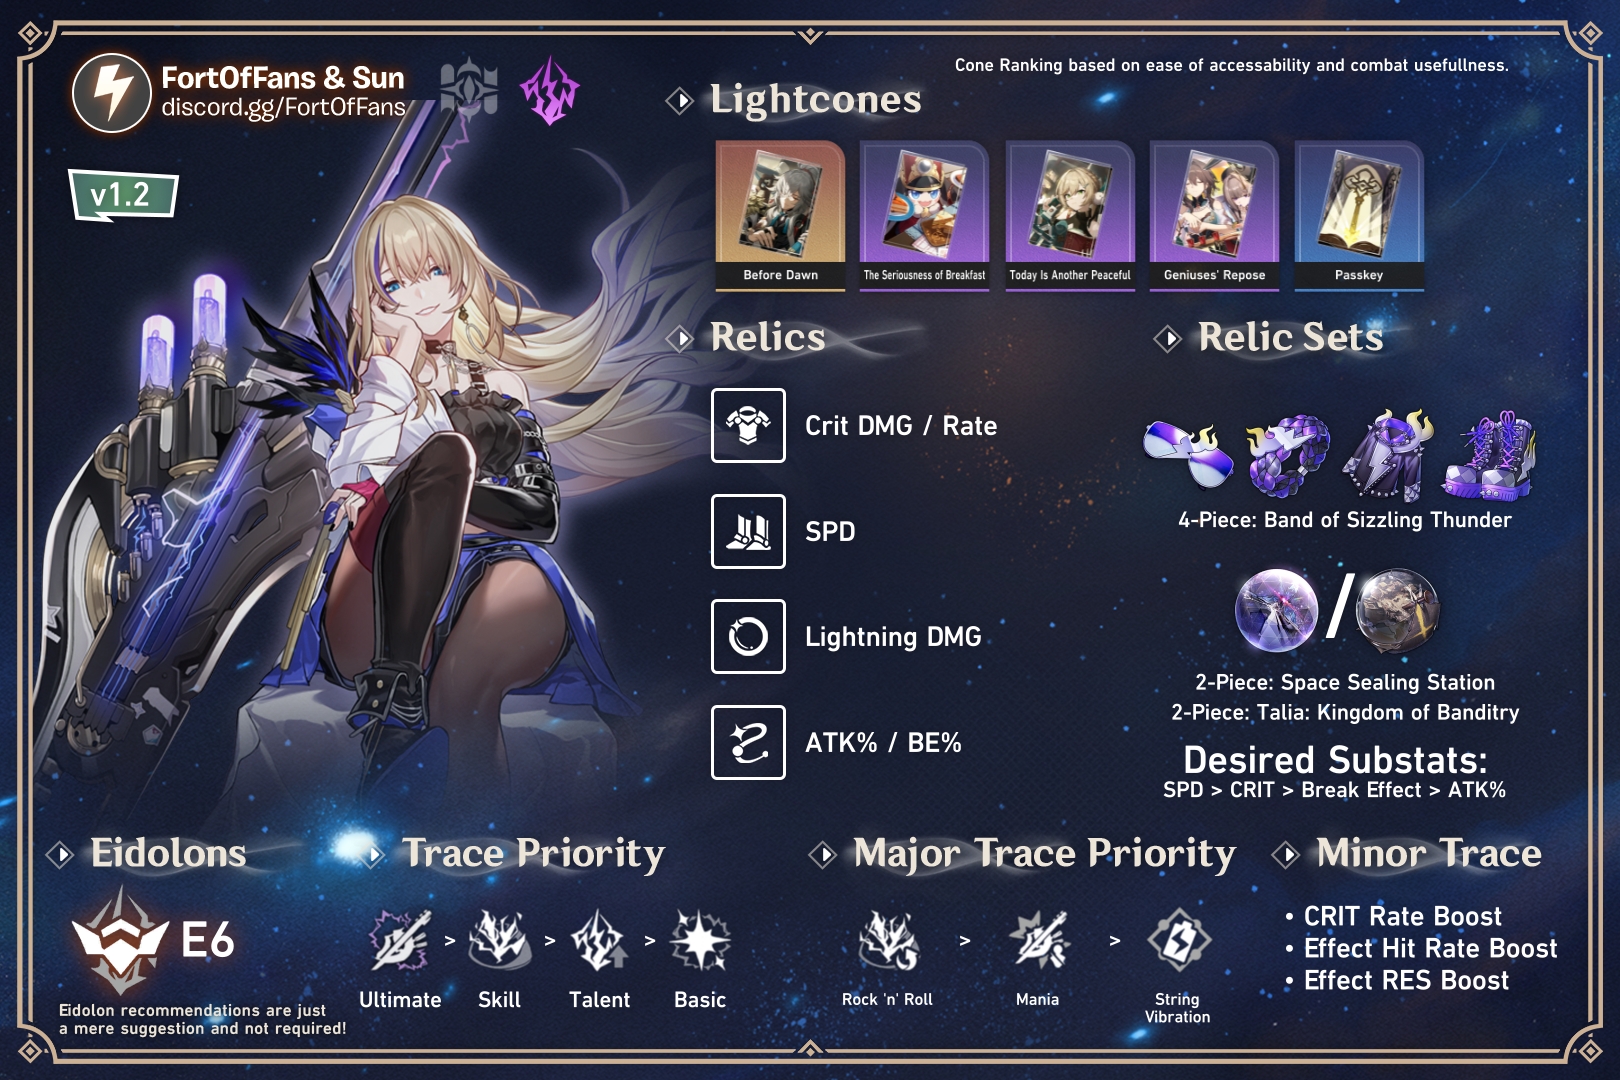 FortOfFans & Sun
discord.gg/FortOfFans
v1.2
Cone Ranking based on ease of accessability and combat usefullness.
Lightcones
Before Dawn
The Seriousness of Breakfast
Today Is Another Peaceful
Geniuses' Repose
Passkey
Relics
Crit DMG / Rate
SPD
Lightning DMG
ATK% / BE%
Relic Sets
4-Piece: Band of Sizzling Thunder
/
2-Piece: Space Sealing Station
2-Piece: Talia: Kingdom of Banditry
Desired Substats:
SPD > CRIT > Break Effect > ATK%
Eidolons
E6
Eidolon recommendations are just
a mere suggestion and not required!
Trace Priority
> > >
Ultimate Skill Talent Basic
Major Trace Priority
> >
Rock 'n' Roll Mania String
Vibration
Minor Trace
• CRIT Rate Boost
• Effect Hit Rate Boost
• Effect RES Boost